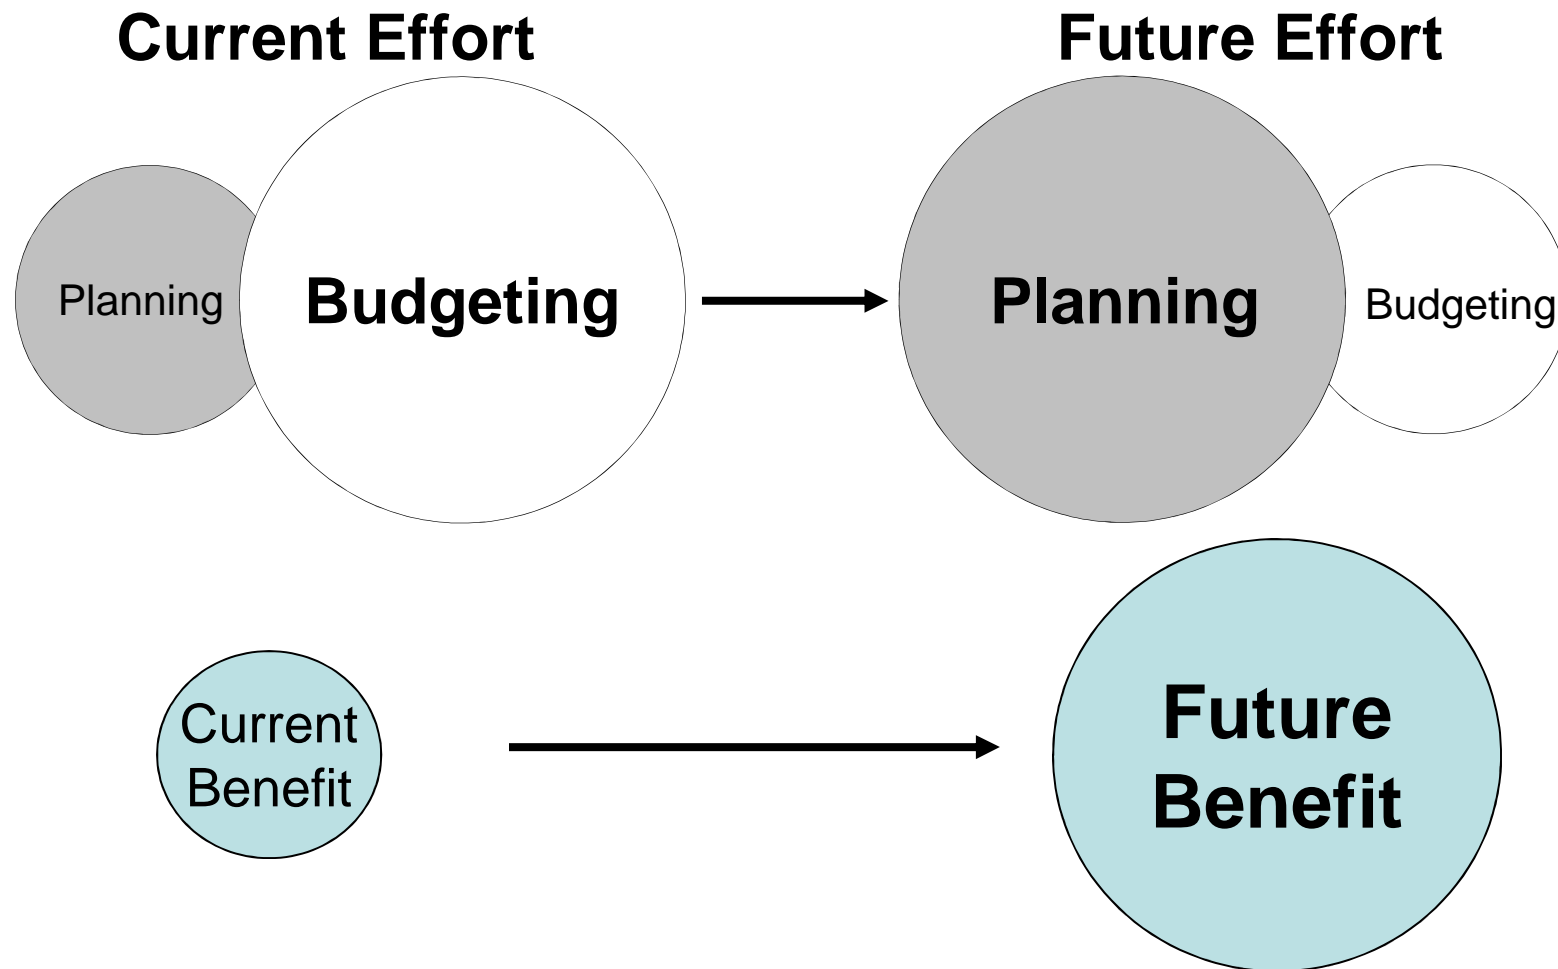 Current Effort
Future Effort
Planning
Budgeting
Planning
Budgeting
Current
Benefit
Future
Benefit